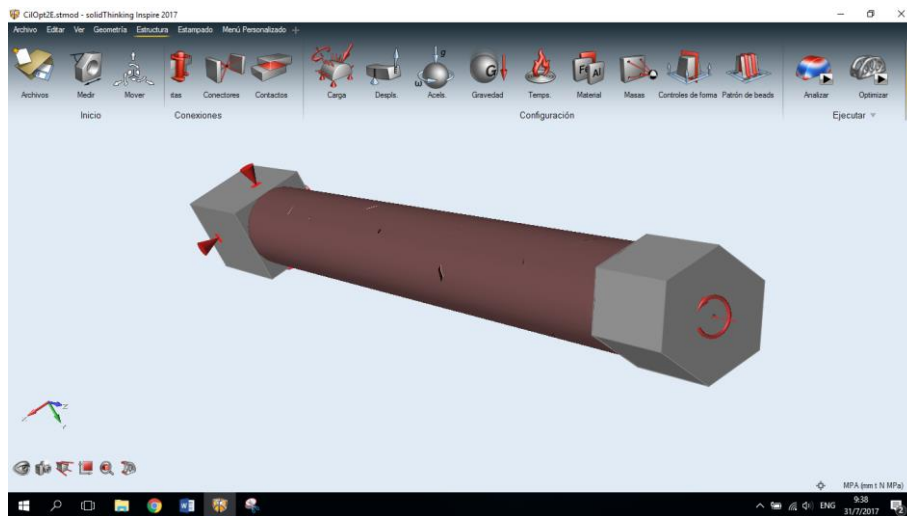 CilOpt2E.stmod - solidThinking Inspire 2017
Archivo Editar Ver Geometría Estructura Estampado Menú Personalizado
Archivos Medir Mover stas Conectores Contactos Carga Despls. Acels. Gravedad Temps. Material Masas Controles de forma Patrón de beads Analizar Optimizar
Inicio Conexiones Configuración Ejecutar
MPA (mm t N MPa)
ENG
9:38
31/7/2017